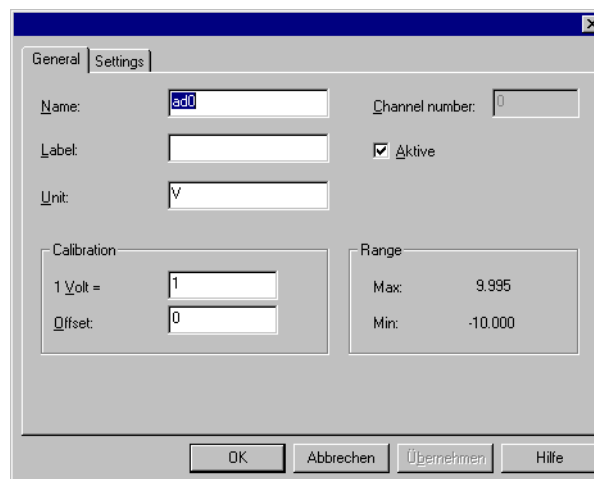 General Settings
Name: ad0 Channel number: 0
Label: Aktive
Unit: V
Calibration Range
1 Volt = 1 Max: 9.995
Offset: 0 Min: -10.000
OK Abbrechen Übernehmen Hilfe